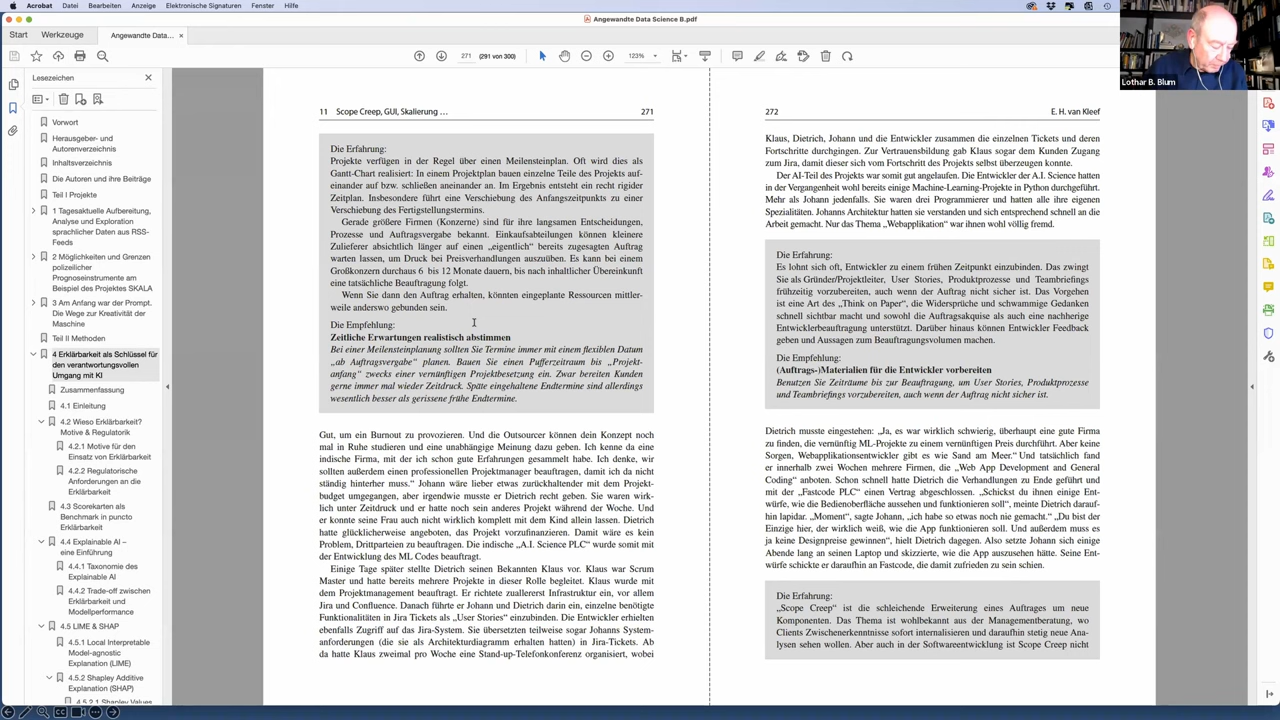 Acrobat Datei Bearbeiten Anzeige Elektronische Signaturen Fenster Hilfe
Angewandte Data Science B.pdf
Start Werkzeuge Angewandte Data... ×
271 (291 von 300) 123%
Lothar B. Blum
Lesezeichen
Vorwort
Herausgeber- und
Autorenverzeichnis
Inhaltsverzeichnis
Die Autoren und ihre Beiträge
Teil I Projekte
1 Tagesaktuelle Aufbereitung,
Analyse und Exploration
sprachlicher Daten aus RSS-
Feeds
2 Möglichkeiten und Grenzen
polizeilicher
Prognoseinstrumente am
Beispiel des Projektes SKALA
3 Am Anfang war der Prompt.
Die Wege zur Kreativität der
Maschine
Teil II Methoden
4 Erklärbarkeit als Schlüssel für
den verantwortungsvollen
Umgang mit KI
Zusammenfassung
4.1 Einleitung
4.2 Wieso Erklärbarkeit?
Motive & Regulatorik
4.2.1 Motive für den
Einsatz von Erklärbarkeit
4.2.2 Regulatorische
Anforderungen an die
Erklärbarkeit
4.3 Scorekarten als
Benchmark in puncto
Erklärbarkeit
4.4 Explainable AI –
eine Einführung
4.4.1 Taxonomie des
Explainable AI
4.4.2 Trade-off zwischen
Erklärbarkeit und
Modellperformance
4.5 LIME & SHAP
4.5.1 Local Interpretable
Model-agnostic
Explanation (LIME)
4.5.2 Shapley Additive
Explanation (SHAP)
4.5.2.1 Shapley Values
11 Scope Creep, GUI, Skalierung … 271
Die Erfahrung:
Projekte verfügen in der Regel über einen Meilensteinplan. Oft wird dies als
Gantt-Chart realisiert: In einem Projektplan bauen einzelne Teile des Projekts auf-
einander auf bzw. schließen aneinander an. Im Ergebnis entsteht ein recht rigider
Zeitplan. Insbesondere führt eine Verschiebung des Anfangszeitpunkts zu einer
Verschiebung des Fertigstellungstermins.
Gerade größere Firmen (Konzerne) sind für ihre langsamen Entscheidungen,
Prozesse und Auftragsvergabe bekannt. Einkaufsabteilungen können kleinere
Zulieferer absichtlich länger auf einen „eigentlich" bereits zugesagten Auftrag
warten lassen, um Druck bei Preisverhandlungen auszuüben. Es kann bei einem
Großkonzern durchaus 6 bis 12 Monate dauern, bis nach inhaltlicher Übereinkunft
eine tatsächliche Beauftragung folgt.
Wenn Sie dann den Auftrag erhalten, könnten eingeplante Ressourcen mittler-
weile anderswo gebunden sein.
Die Empfehlung:
Zeitliche Erwartungen realistisch abstimmen
Bei einer Meilensteinplanung sollten Sie Termine immer mit einem flexiblen Datum
„ab Auftragsvergabe" planen. Bauen Sie einen Pufferzeitraum bis „Projekt-
anfang" zwecks einer vernünftigen Projektbesetzung ein. Zwar bereiten Kunden
gerne immer mal wieder Zeitdruck. Späte eingehaltene Endtermine sind allerdings
wesentlich besser als gerissene frühe Endtermine.
Gut, um ein Burnout zu provozieren. Und die Outsourcer können dein Konzept noch
mal in Ruhe studieren und eine unabhängige Meinung dazu geben. Ich kenne da eine
indische Firma, mit der ich schon gute Erfahrungen gesammelt habe. Ich denke, wir
sollten außerdem einen professionellen Projektmanager beauftragen, damit ich da nicht
ständig hinterher muss." Johann wäre lieber etwas zurückhaltender mit dem Projekt-
budget umgegangen, aber irgendwie musste er Dietrich recht geben. Sie waren wirk-
lich unter Zeitdruck und er hatte noch sein anderes Projekt während der Woche. Und
er konnte seine Frau auch nicht wirklich komplett mit dem Kind allein lassen. Dietrich
hatte glücklicherweise angeboten, das Projekt vorzufinanzieren. Damit wäre es kein
Problem, Drittparteien zu beauftragen. Die indische „A.I. Science PLC" wurde somit mit
der Entwicklung des ML Codes beauftragt.
Einige Tage später stellte Dietrich seinen Bekannten Klaus vor. Klaus war Scrum
Master und hatte bereits mehrere Projekte in dieser Rolle begleitet. Klaus wurde mit
dem Projektmanagement beauftragt. Er richtete zuallererst Infrastruktur ein, vor allem
Jira und Confluence. Danach führte er Johann und Dietrich darin ein, einzelne benötigte
Funktionalitäten in Jira Tickets als „User Stories" einzubinden. Die Entwickler erhielten
ebenfalls Zugriff auf das Jira-System. Sie übersetzten teilweise sogar Johanns System-
anforderungen (die sie als Architekturdiagramm erhalten hatten) in Jira-Tickets. Ab
da hatte Klaus zweimal pro Woche eine Stand-up-Telefonkonferenz organisiert, wobei
272 E. H. van Kleef
Klaus, Dietrich, Johann und die Entwickler zusammen die einzelnen Tickets und deren
Fortschritte durchgingen. Zur Vertrauensbildung gab Klaus sogar dem Kunden Zugang
zum Jira, damit dieser sich vom Fortschritt des Projekts selbst überzeugen konnte.
Der AI-Teil des Projekts war somit gut angelaufen. Die Entwickler der A.I. Science hatten
in der Vergangenheit wohl bereits einige Machine-Learning-Projekte in Python durchgeführt.
Mehr als Johann jedenfalls. Sie waren drei Programmierer und hatten alle ihre eigenen
Spezialitäten. Johanns Architektur hatten sie verstanden und sich entsprechend schnell an die
Arbeit gemacht. Nur das Thema „Webapplikation" war ihnen wohl völlig fremd.
Die Erfahrung:
Es lohnt sich oft, Entwickler zu einem frühen Zeitpunkt einzubinden. Das zwingt
Sie als Gründer/Projektleiter, User Stories, Produktprozesse und Teambriefings
frühzeitig vorzubereiten, auch wenn der Auftrag nicht sicher ist. Das Vorgehen
ist eine Art des „Think on Paper", die Widersprüche und schwammige Gedanken
schnell sichtbar macht und sowohl die Auftragsakquise als auch eine nachherige
Entwicklerbeauftragung unterstützt. Darüber hinaus können Entwickler Feedback
geben und Aussagen zum Beauftragungsvolumen machen.
Die Empfehlung:
(Auftrags-)Materialien für die Entwickler vorbereiten
Benutzen Sie Zeiträume bis zur Beauftragung, um User Stories, Produktprozesse
und Teambriefings vorzubereiten, auch wenn der Auftrag nicht sicher ist.
Dietrich musste eingestehen: „Ja, es war wirklich schwierig, überhaupt eine gute Firma
zu finden, die vernünftig ML-Projekte zu einem vernünftigen Preis durchführt. Aber keine
Sorgen, Webapplikationsentwickler gibt es wie Sand am Meer." Und tatsächlich fand
er innerhalb zwei Wochen mehrere Firmen, die „Web App Development and General
Coding" anboten. Schon schnell hatte Dietrich die Verhandlungen zu Ende geführt und
mit der „Fastcode PLC" einen Vertrag abgeschlossen. „Schickst du ihnen einige Ent-
würfe, wie die Bedienoberfläche aussehen und funktionieren soll", meinte Dietrich darauf-
hin lapidar. „Moment", sagte Johann, „ich habe so etwas noch nie gemacht." „Du bist der
Einzige hier, der wirklich weiß, wie die App funktionieren soll. Und außerdem muss es
ja keine Designpreise gewinnen", hielt Dietrich dagegen. Also setzte Johann sich einige
Abende lang an seinen Laptop und skizzierte, wie die App auszusehen hätte. Seine Ent-
würfe schickte er daraufhin an Fastcode, die damit zufrieden zu sein schien.
Die Erfahrung:
„Scope Creep" ist die schleichende Erweiterung eines Auftrages um neue
Komponenten. Das Thema ist wohlbekannt aus der Managementberatung, wo
Clients Zwischenerkenntnisse sofort internalisieren und daraufhin stetig neue Ana-
lysen sehen wollen. Aber auch in der Softwareentwicklung ist Scope Creep nicht